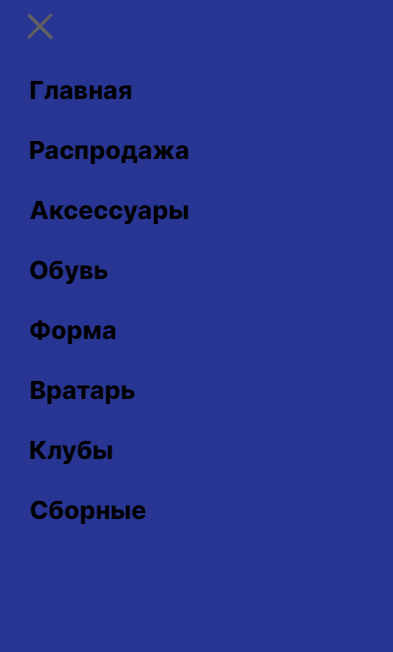 Главная
Распродажа
Аксессуары
Обувь
Форма
Вратарь
Клубы
Сборные